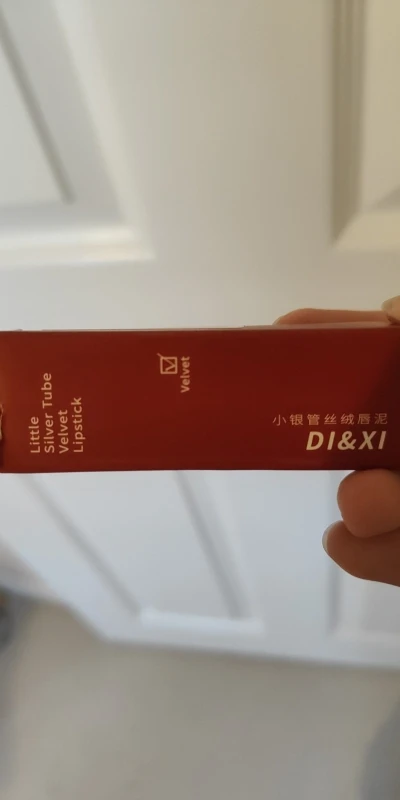 Little
Silver Tube
Velvet
Lipstick
Velvet
小银管丝绒唇泥
DI&XI